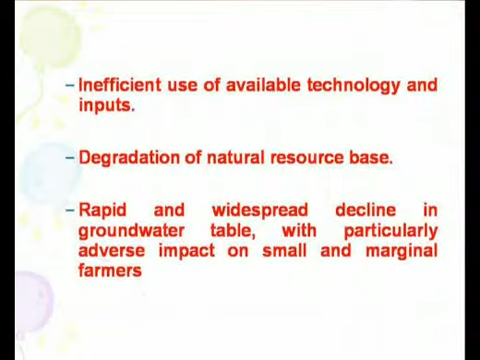 – Inefficient use of available technology and
inputs.
– Degradation of natural resource base.
– Rapid and widespread decline in
groundwater table, with particularly
adverse impact on small and marginal
farmers